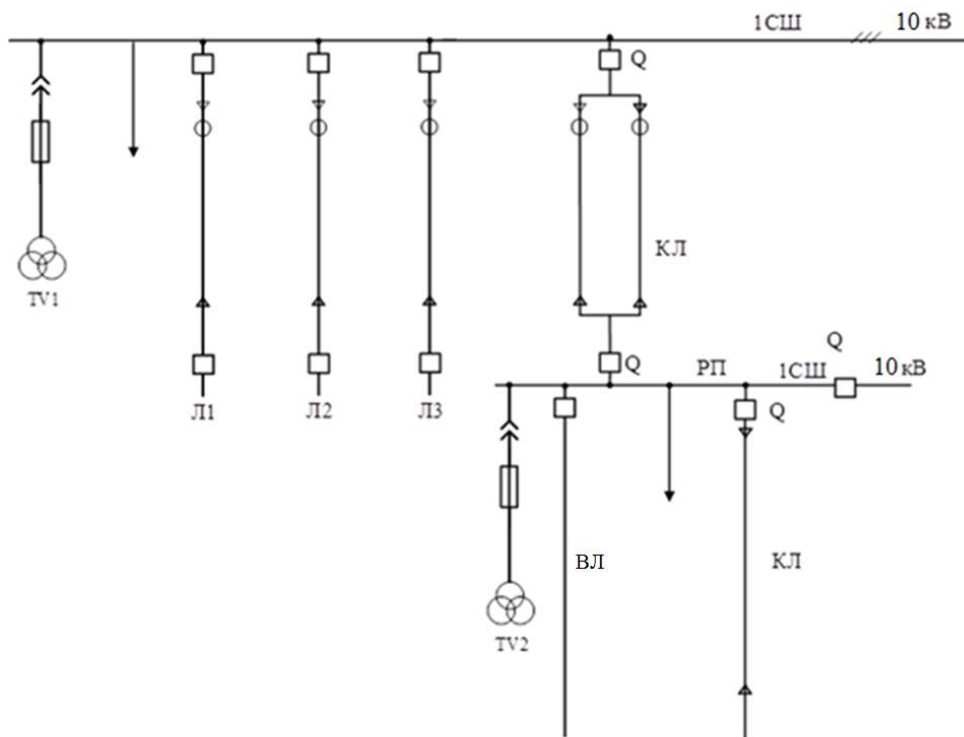 1СШ 10 кВ
Q
TV1
КЛ
Л1 Л2 Л3
Q
Q
РП 1СШ 10 кВ
Q
ВЛ КЛ
TV2